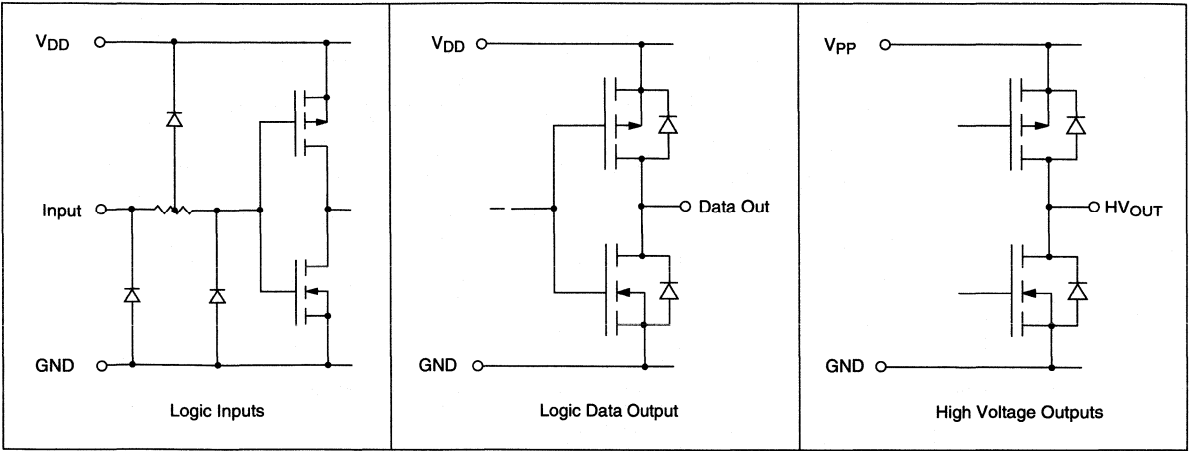 VDD
Input
GND
Logic Inputs
VDD
Data Out
GND
Logic Data Output
VPP
HVOUT
GND
High Voltage Outputs